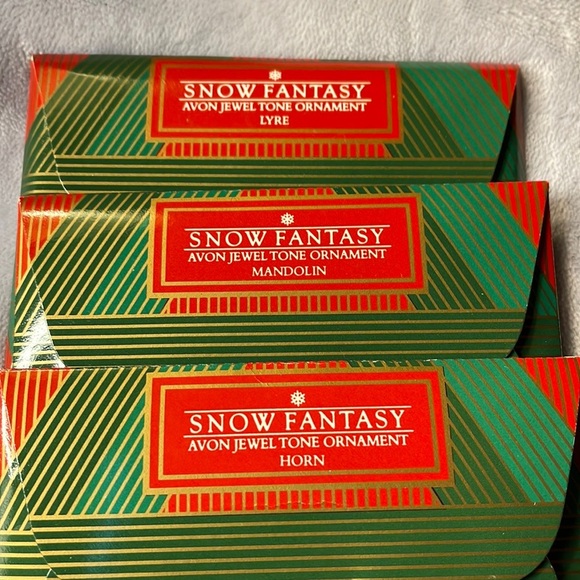 SNOW FANTASY
AVON JEWEL TONE ORNAMENT
LYRE
SNOW FANTASY
AVON JEWEL TONE ORNAMENT
MANDOLIN
SNOW FANTASY
AVON JEWEL TONE ORNAMENT
HORN